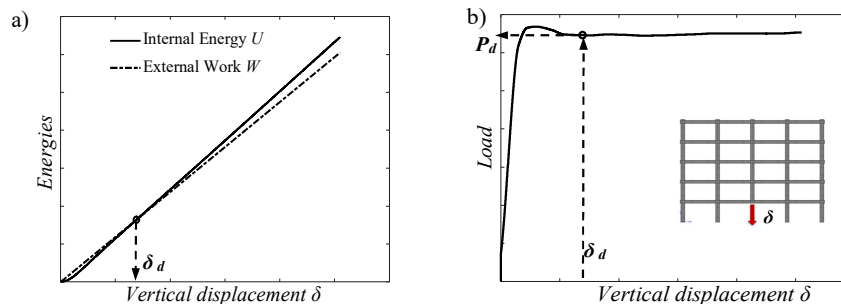 a)
Internal Energy U
External Work W
Energies
δ d
Vertical displacement δ
b)
P d
Load
δ
δ d
Vertical displacement δ